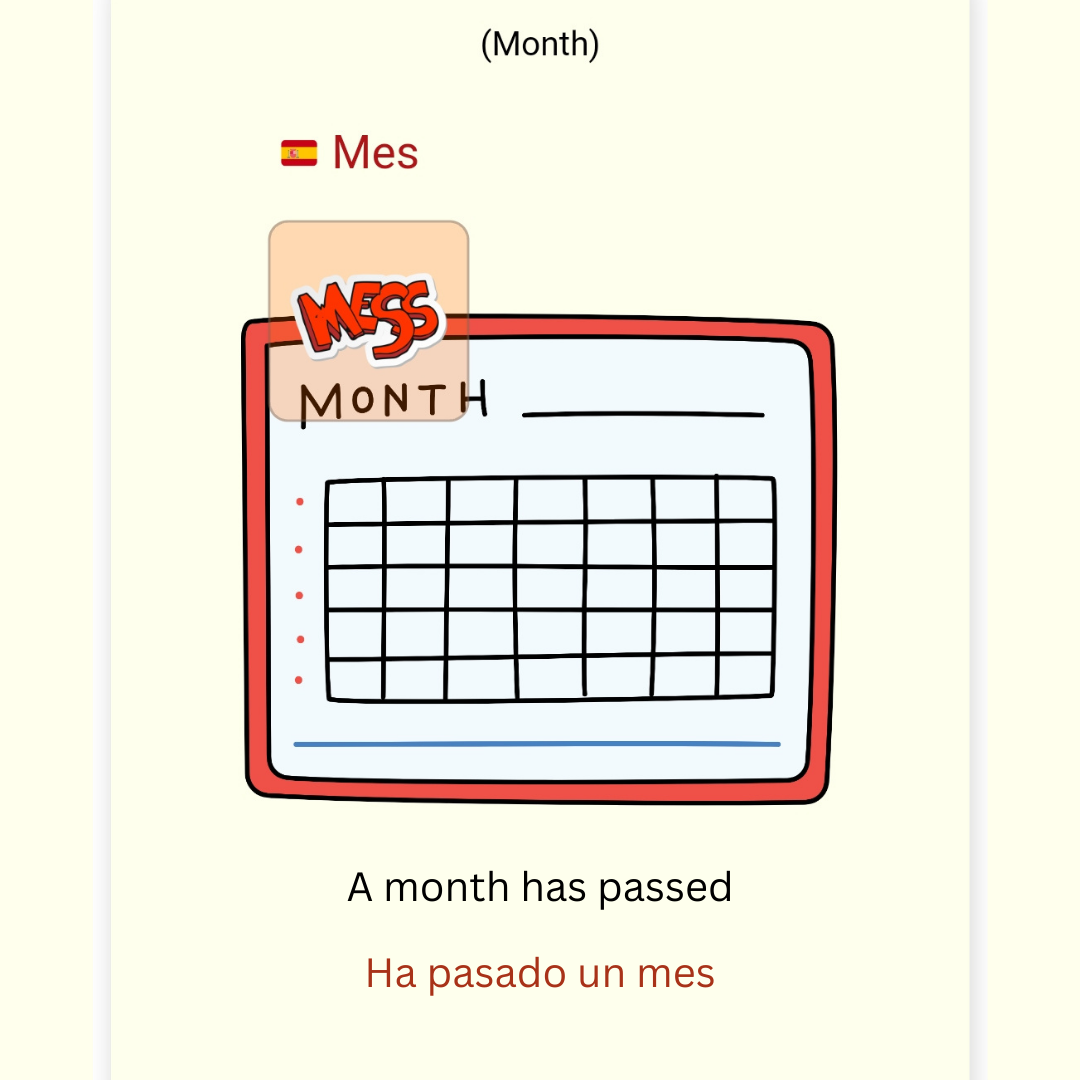 (Month)
Mes
MESS
MONTH
A month has passed
Ha pasado un mes